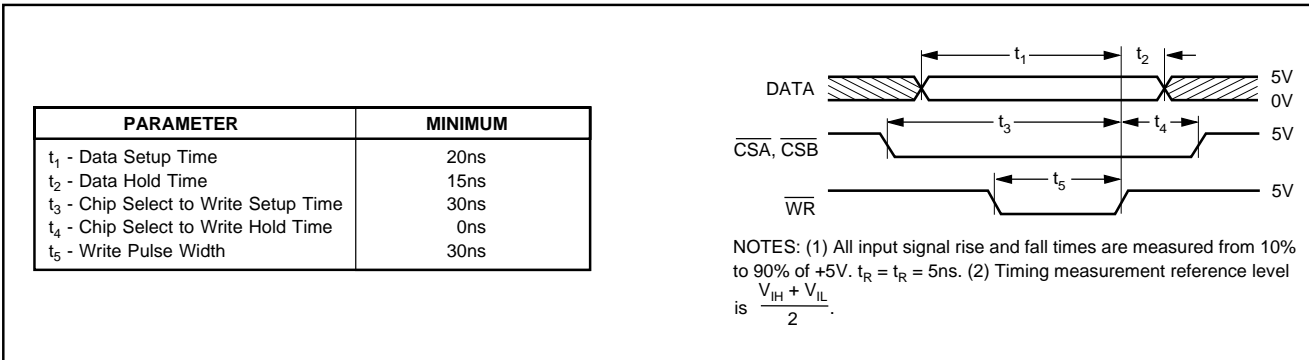 PARAMETER MINIMUM
t1 - Data Setup Time 20ns
t2 - Data Hold Time 15ns
t3 - Chip Select to Write Setup Time 30ns
t4 - Chip Select to Write Hold Time 0ns
t5 - Write Pulse Width 30ns
t1 t2
DATA 5V
0V
t3 t4
CSA, CSB 5V
t5
WR 5V
NOTES: (1) All input signal rise and fall times are measured from 10%
to 90% of +5V. tR = tR = 5ns. (2) Timing measurement reference level
is VIH + VIL / 2.